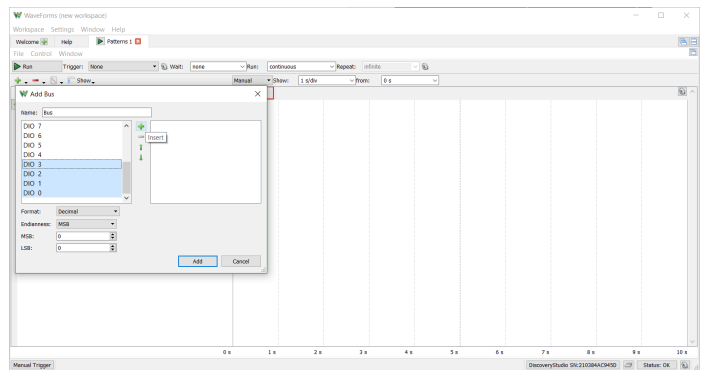 WaveForms (new workspace)
Workspace Settings Window Help
Welcome Help Patterns 1
File Control Window
Run Trigger: None Wait: none Run: continuous Repeat: infinite
Show Manual Show: 1 s/div From: 0 s
Add Bus
Name: Bus
DIO 7
DIO 6
DIO 5
DIO 4
DIO 3
DIO 2
DIO 1
DIO 0
Insert
Format: Decimal
Endianness: MSB
MSB: 0
LSB: 0
Add Cancel
0 s 1 s 2 s 3 s 4 s 5 s 6 s 7 s 8 s 9 s 10 s
Manual Trigger DiscoveryStudio SN:210384AC945D Status: OK